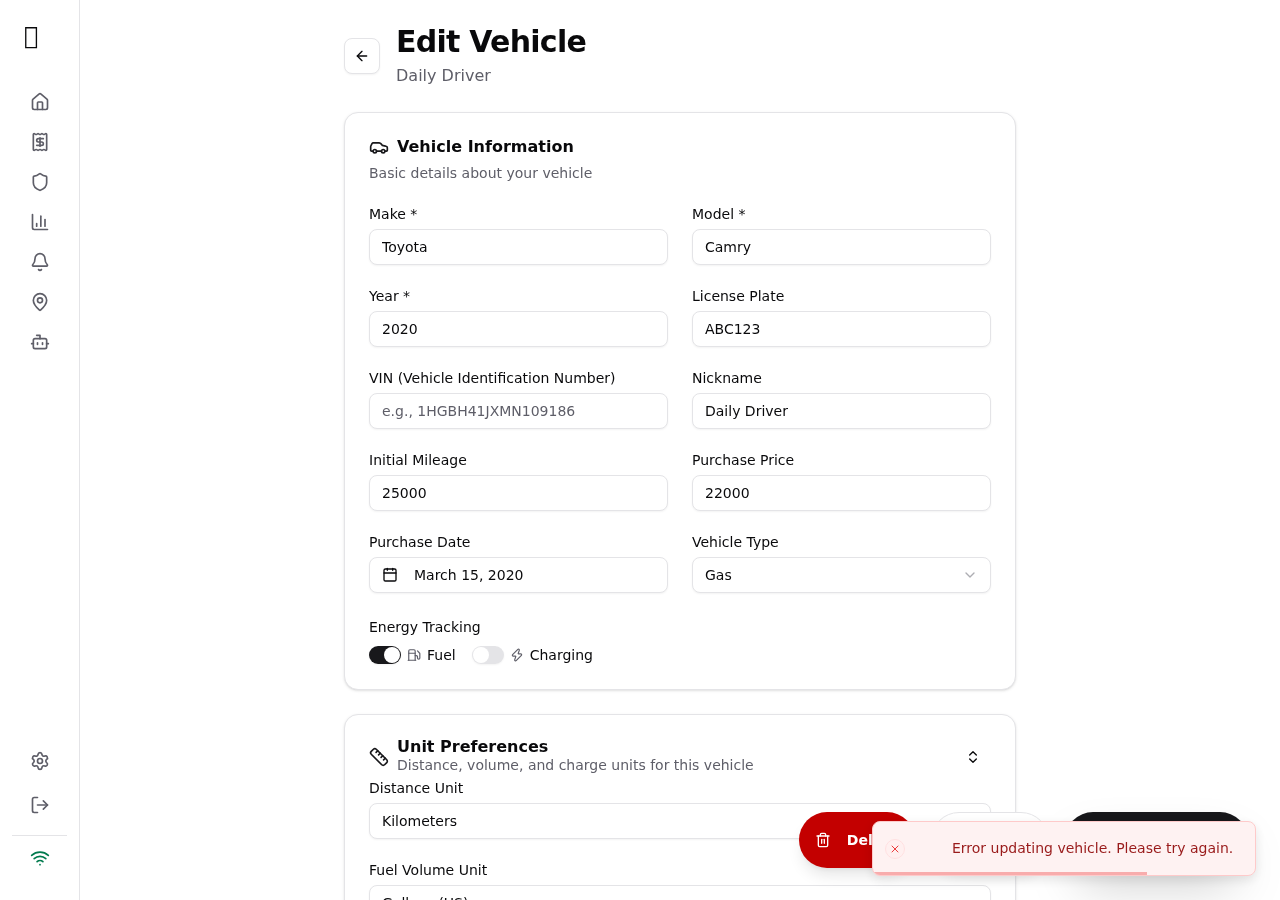 Edit Vehicle
Daily Driver
Vehicle Information
Basic details about your vehicle
Make *
Model *
Toyota
Camry
Year *
License Plate
2020
ABC123
VIN (Vehicle Identification Number)
Nickname
e.g., 1HGBH41JXMN109186
Daily Driver
Initial Mileage
Purchase Price
25000
22000
Purchase Date
Vehicle Type
March 15, 2020
Gas
Energy Tracking
Fuel
Charging
Unit Preferences
Distance, volume, and charge units for this vehicle
Distance Unit
Kilometers
Del
Error updating vehicle. Please try again.
Fuel Volume Unit